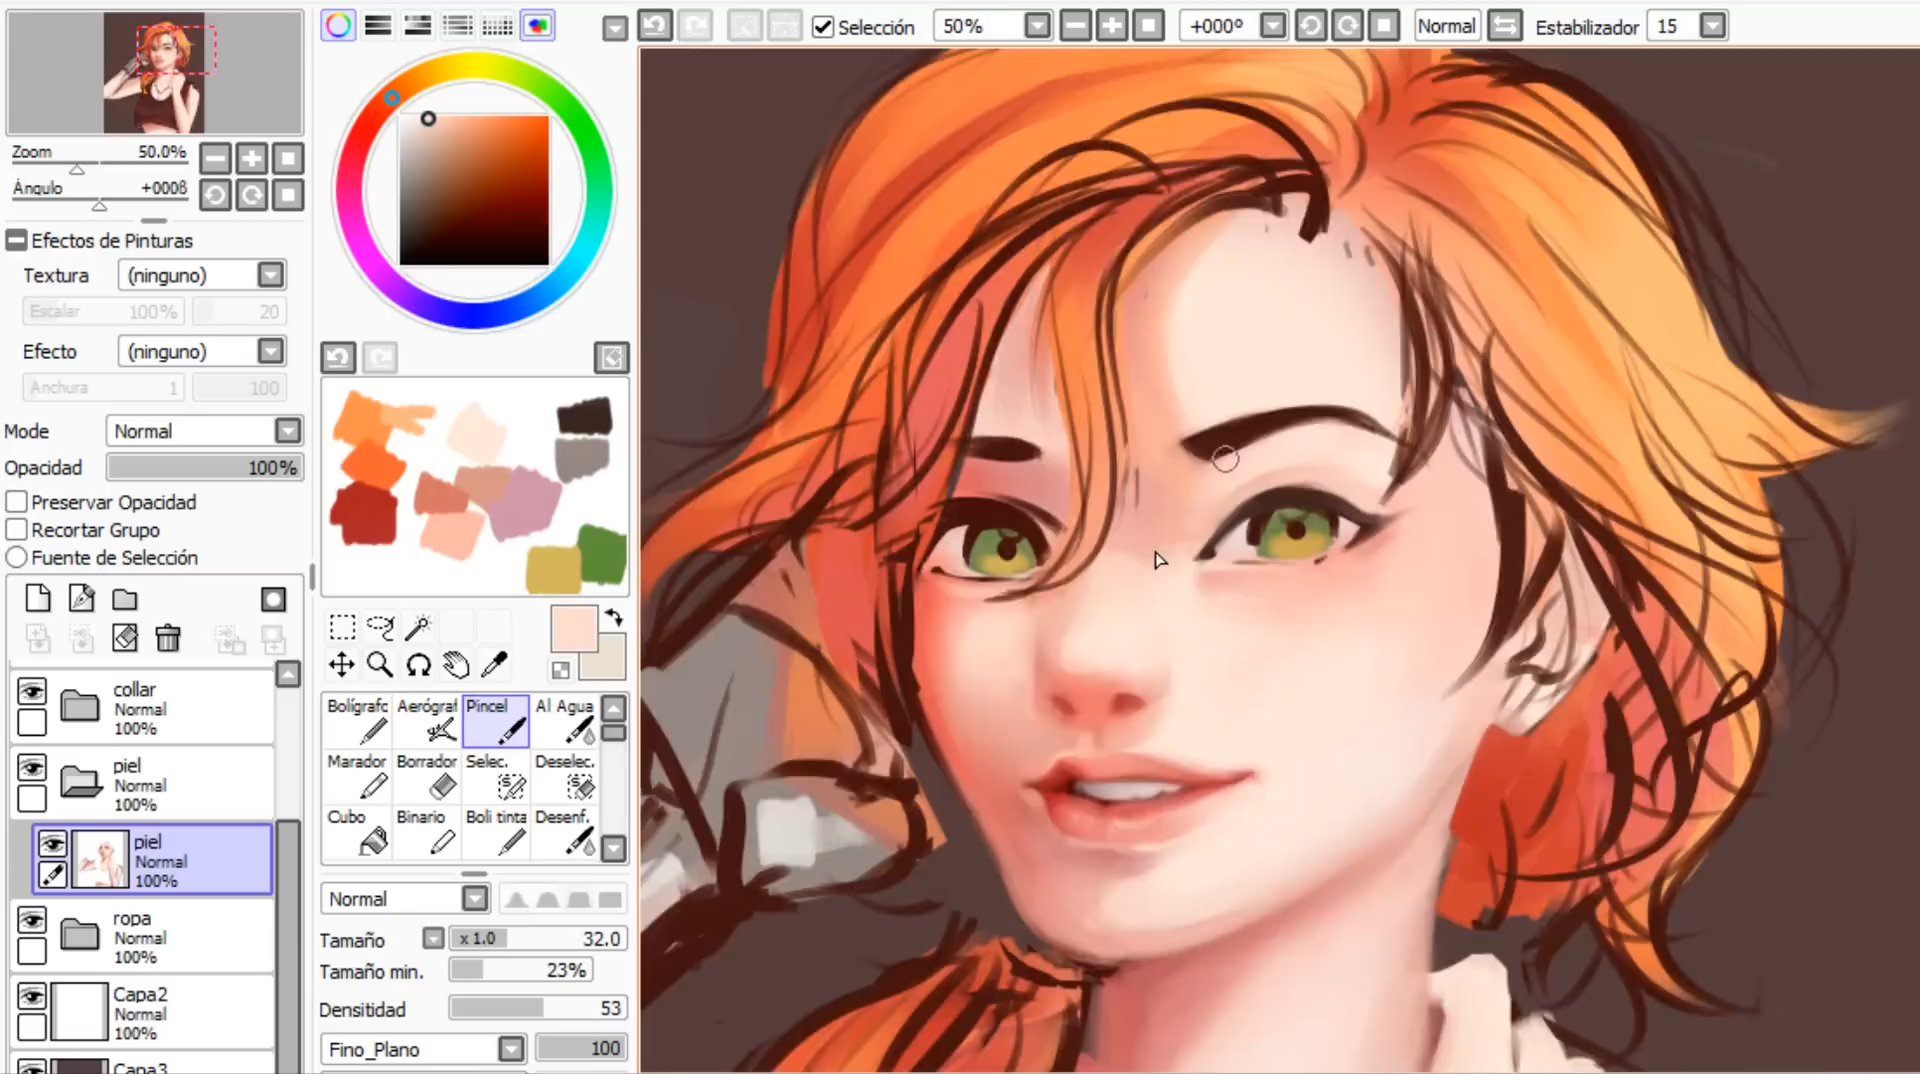 Selección 50% +000º Normal Estabilizador 15
Zoom 50.0%
Ángulo +000ß
Efectos de Pinturas
Textura (ninguno)
Escalar 100% 20
Efecto (ninguno)
Anchura 1 100
Mode Normal
Opacidad 100%
Preservar Opacidad
Recortar Grupo
Fuente de Selección
collar
Normal
100%
piel
Normal
100%
piel
Normal
100%
ropa
Normal
100%
Capa2
Normal
100%
Capa3
Bolígrafc Aerógraf Pincel Al Agua
Marador Borrador Selec. Deselec.
Cubo Binario Boli tinta Desenf.
Normal
Tamaño x 1.0 32.0
Tamaño min. 23%
Densitidad 53
Fino_Plano 100